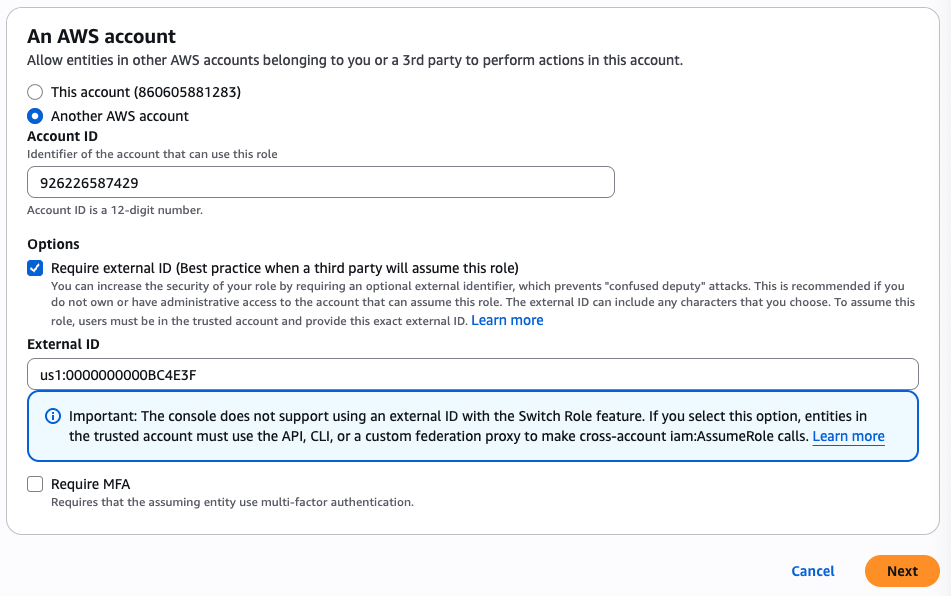 An AWS account
Allow entities in other AWS accounts belonging to you or a 3rd party to perform actions in this account.
This account (860605881283)
Another AWS account
Account ID
Identifier of the account that can use this role
926226587429
Account ID is a 12-digit number.
Options
Require external ID (Best practice when a third party will assume this role)
You can increase the security of your role by requiring an optional external identifier, which prevents "confused deputy" attacks. This is recommended if you
do not own or have administrative access to the account that can assume this role. The external ID can include any characters that you choose. To assume this
role, users must be in the trusted account and provide this exact external ID. Learn more
External ID
us1:0000000000BC4E3F
Important: The console does not support using an external ID with the Switch Role feature. If you select this option, entities in
the trusted account must use the API, CLI, or a custom federation proxy to make cross-account iam:AssumeRole calls. Learn more
Require MFA
Requires that the assuming entity use multi-factor authentication.
Cancel
Next